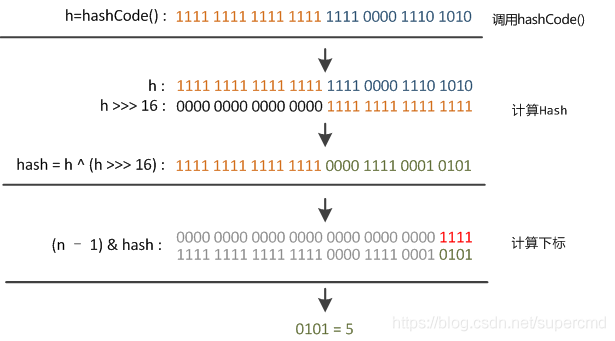 h=hashCode() : 1111 1111 1111 1111 1111 0000 1110 1010 调用hashCode()
h : 1111 1111 1111 1111 1111 0000 1110 1010
h >>> 16 : 0000 0000 0000 0000 1111 1111 1111 1111
计算Hash
hash = h ^ (h >>> 16) : 1111 1111 1111 1111 0000 1111 0001 0101
(n － 1) & hash : 0000 0000 0000 0000 0000 0000 0000 1111
1111 1111 1111 1111 0000 1111 0001 0101
计算下标
0101 = 5
https://blog.csdn.net/supercmd